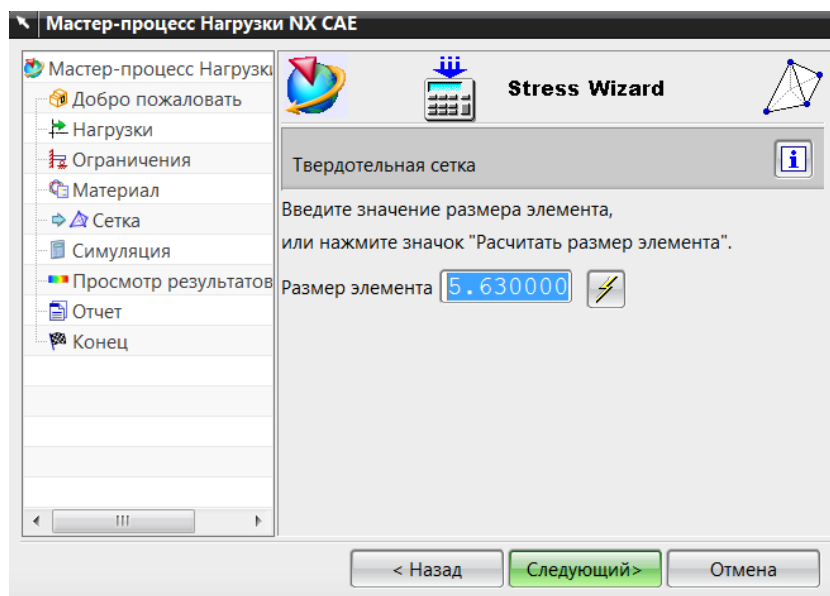 Мастер-процесс Нагрузки NX CAE
Мастер-процесс Нагрузки
Добро пожаловать
Нагрузки
Ограничения
Материал
Сетка
Симуляция
Просмотр результатов
Отчет
Конец
Stress Wizard
Твердотельная сетка
Введите значение размера элемента,
или нажмите значок "Расчитать размер элемента".
Размер элемента 5.630000
< Назад
Следующий>
Отмена